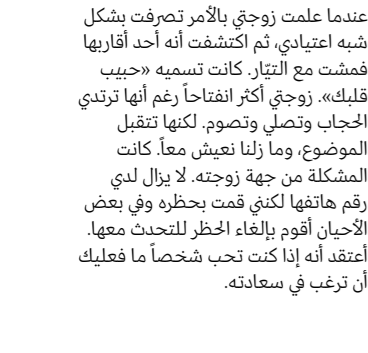 عندما علمت زوجتي بالأمر تصرفت بشكل
شبه اعتيادي، ثم اكتشفت أنه أحد أقاربها
فمشت مع التيّار. كانت تسميه «حبيب
قلبك». زوجتي أكثر انفتاحاً رغم أنها ترتدي
الحجاب وتصلي وتصوم. لكنها تتقبل
الموضوع، وما زلنا نعيش معاً. كانت
المشكلة من جهة زوجته. لا يزال لدي
رقم هاتفها لكنني قمت بحظره وفي بعض
الأحيان أقوم بإلغاء الحظر للتحدث معها.
أعتقد أنه إذا كنت تحب شخصاً ما فعليك
أن ترغب في سعادته.